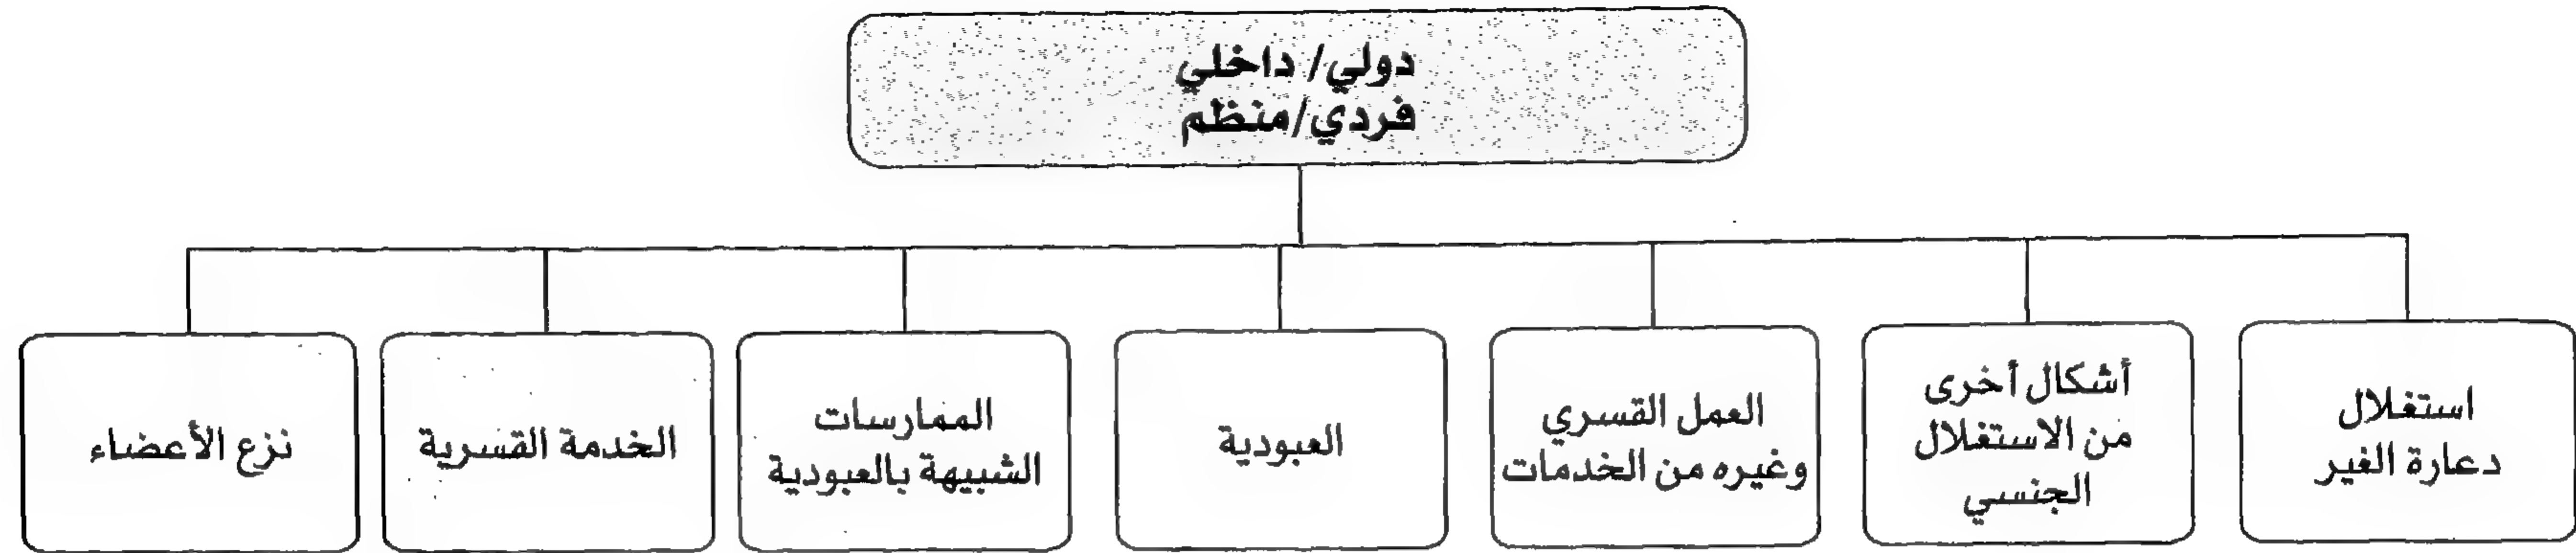 دولي/ داخلي
فردي/منظم
استغلال
دعارة الغير
أشكال أخرى
من الاستغلال
الجنسي
العمل القسري
وغيره من الخدمات
العبودية
الممارسات
الشبيهة بالعبودية
الخدمة القسرية
نزع الأعضاء